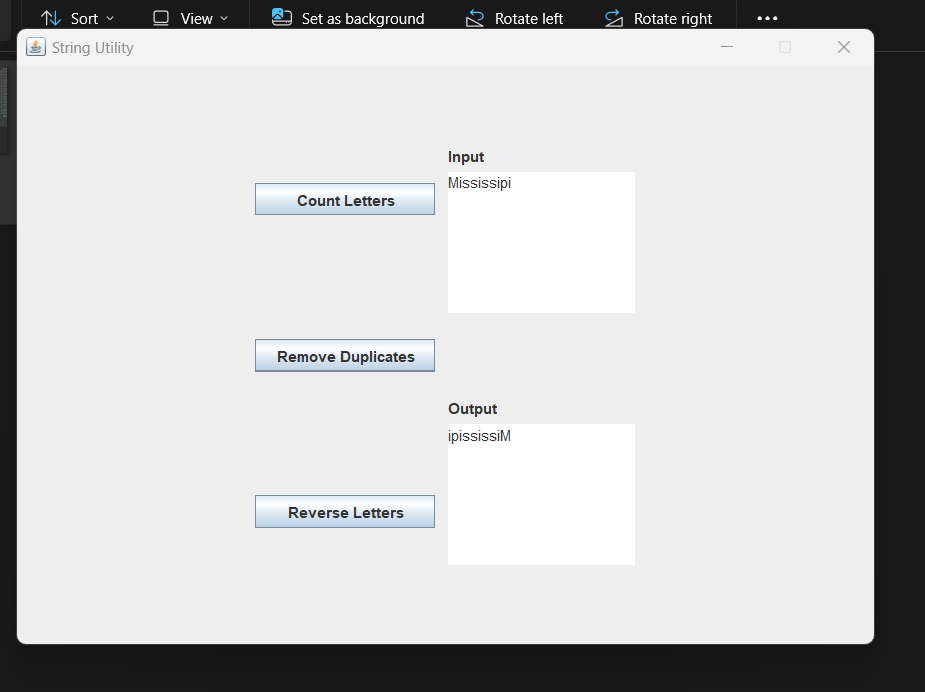 Sort View Set as background Rotate left Rotate right •••
String Utility
Input
Mississipi
Count Letters
Remove Duplicates
Output
ipississiM
Reverse Letters